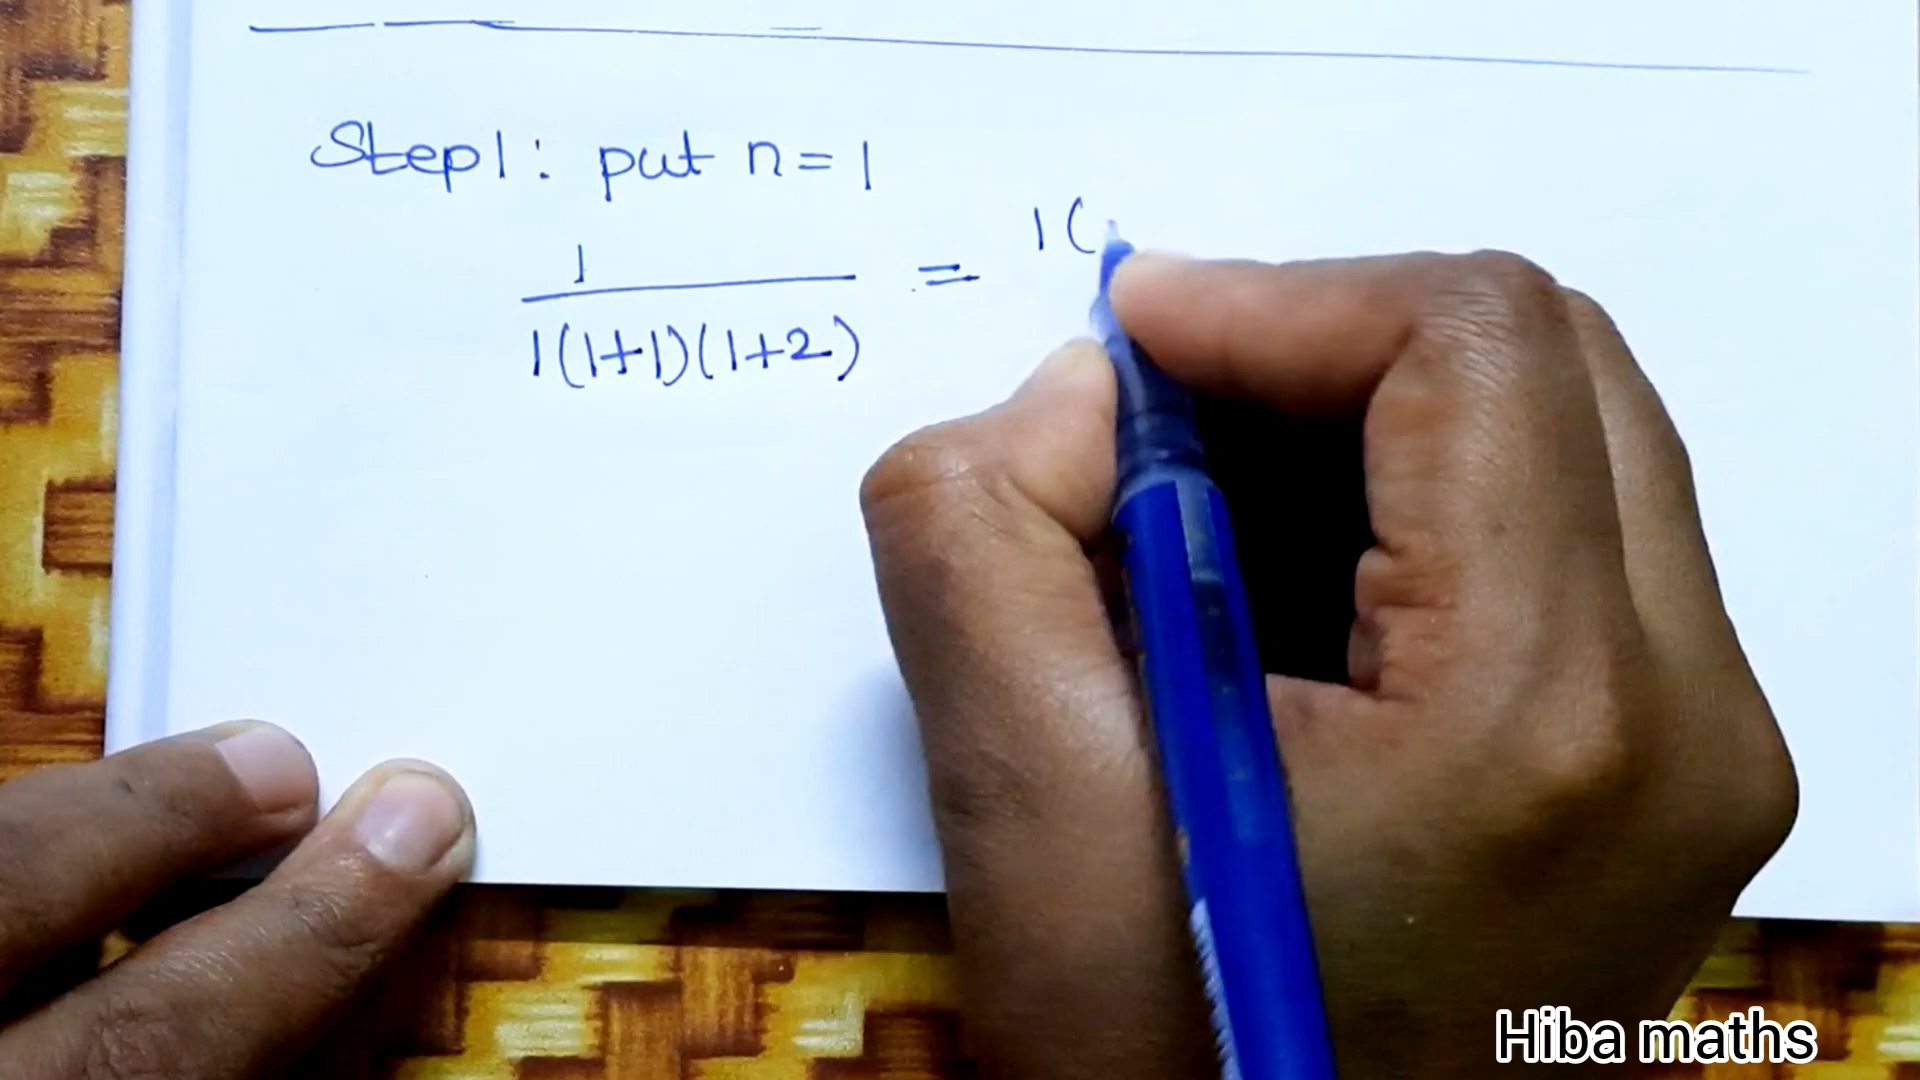 Step1: put n=1
1/1(1+1)(1+2) = 1(
Hiba maths